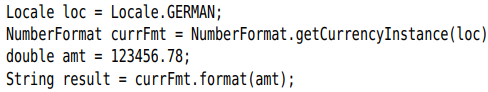 Locale loc = Locale.GERMAN;
NumberFormat currFmt = NumberFormat.getCurrencyInstance(loc)
double amt = 123456.78;
String result = currFmt.format(amt);